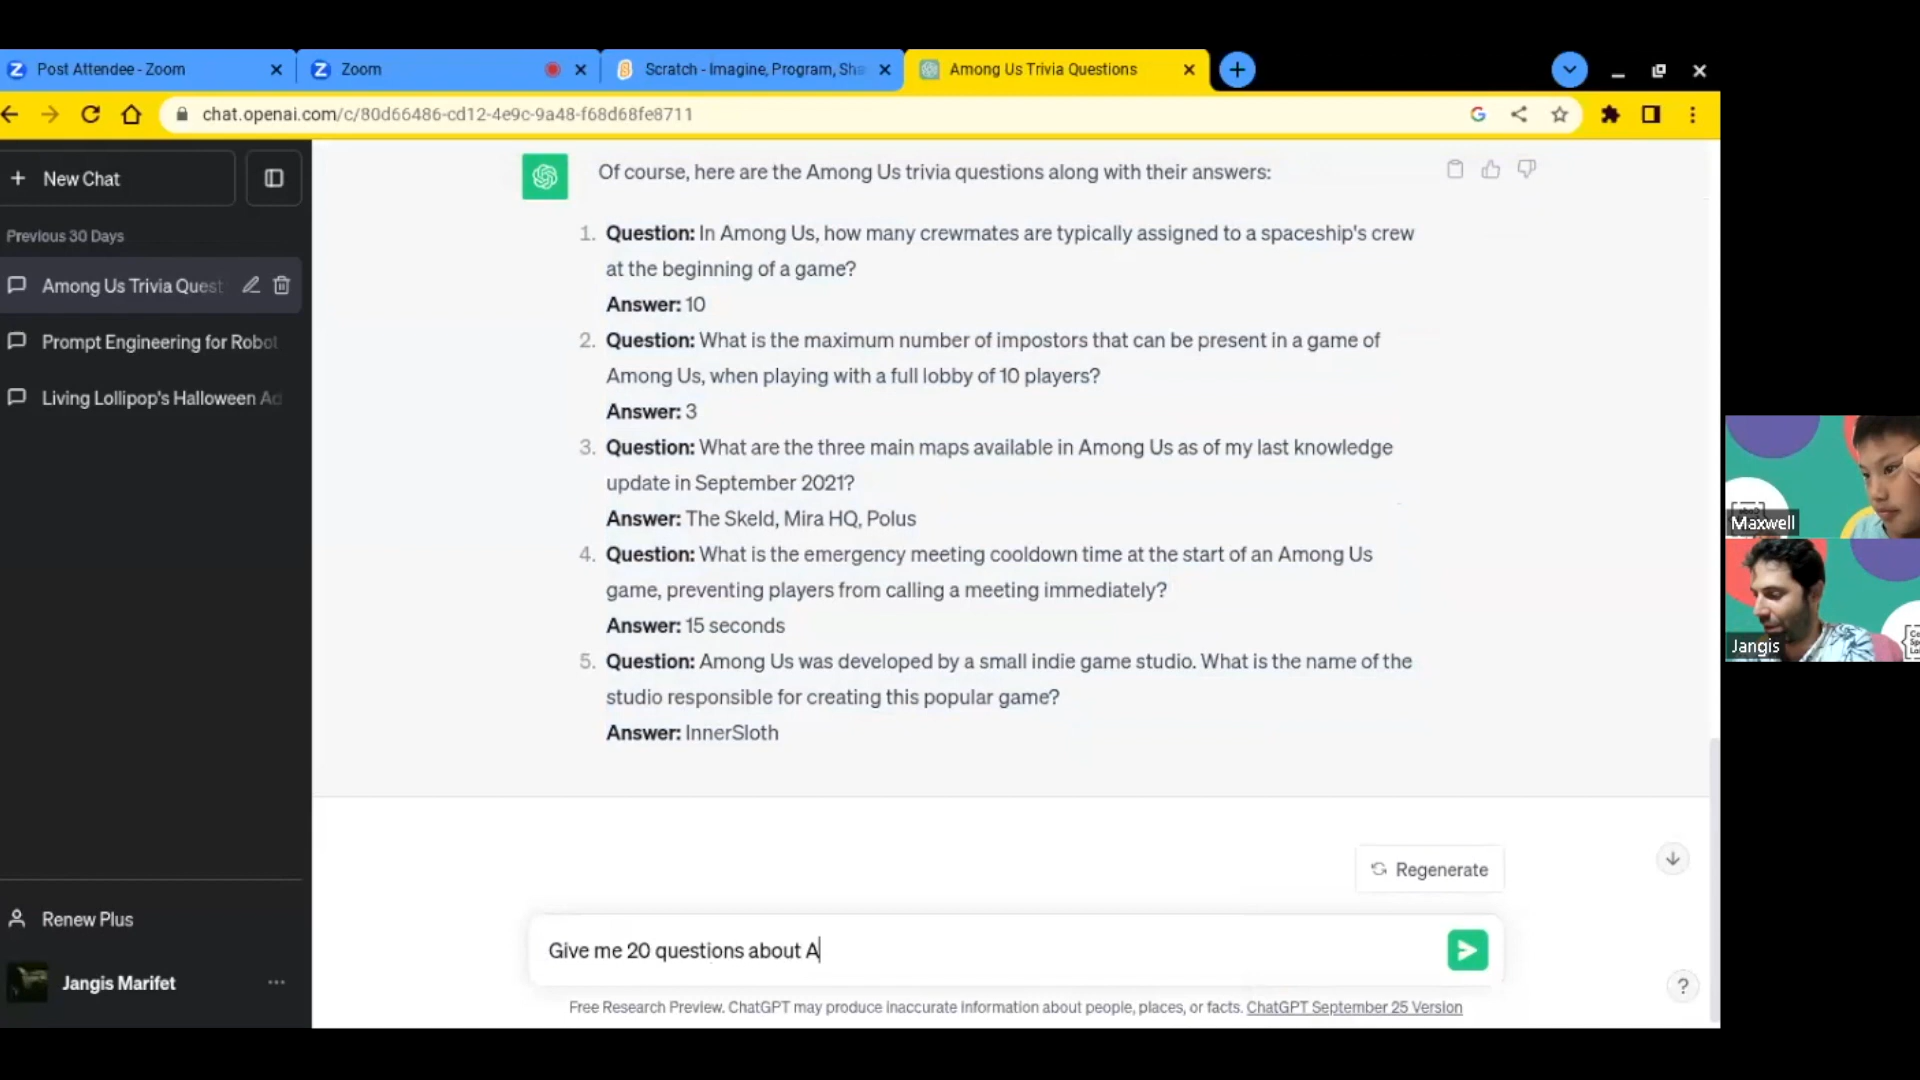 Post Attendee - Zoom
Zoom
Scratch - Imagine, Program, Sha
Among Us Trivia Questions
chat.openai.com/c/80d66486-cd12-4e9c-9a48-f68d68fe8711
New Chat
Previous 30 Days
Among Us Trivia Quest
Prompt Engineering for Robot
Living Lollipop's Halloween Ad
Renew Plus
Jangis Marifet
Of course, here are the Among Us trivia questions along with their answers:
1. Question: In Among Us, how many crewmates are typically assigned to a spaceship's crew
at the beginning of a game?
Answer: 10
2. Question: What is the maximum number of impostors that can be present in a game of
Among Us, when playing with a full lobby of 10 players?
Answer: 3
3. Question: What are the three main maps available in Among Us as of my last knowledge
update in September 2021?
Answer: The Skeld, Mira HQ, Polus
4. Question: What is the emergency meeting cooldown time at the start of an Among Us
game, preventing players from calling a meeting immediately?
Answer: 15 seconds
5. Question: Among Us was developed by a small indie game studio. What is the name of the
studio responsible for creating this popular game?
Answer: InnerSloth
Regenerate
Give me 20 questions about A
Free Research Preview. ChatGPT may produce inaccurate information about people, places, or facts. ChatGPT September 25 Version
?
Maxwell
Jangis